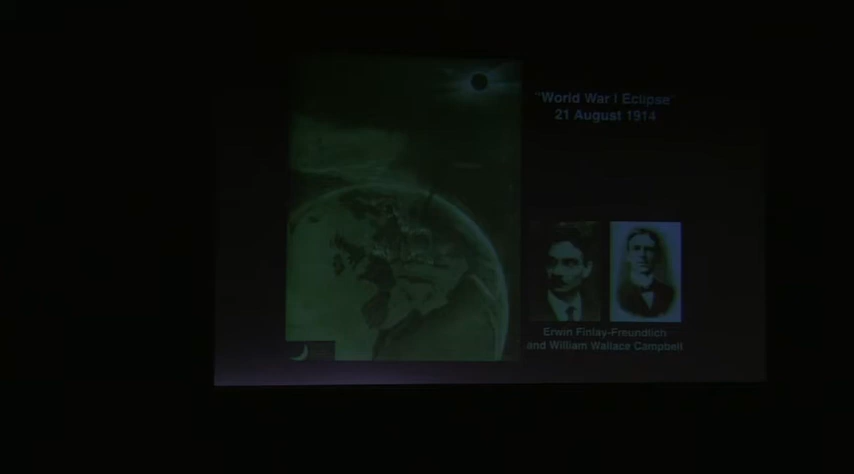 "World War I Eclipse"
21 August 1914
Erwin Finlay-Freundlich
and William Wallace Campbell